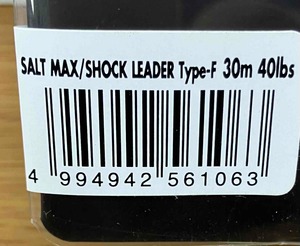 SALT MAX/SHOCK LEADER Type-F 30m 40lbs
4 994942 561063